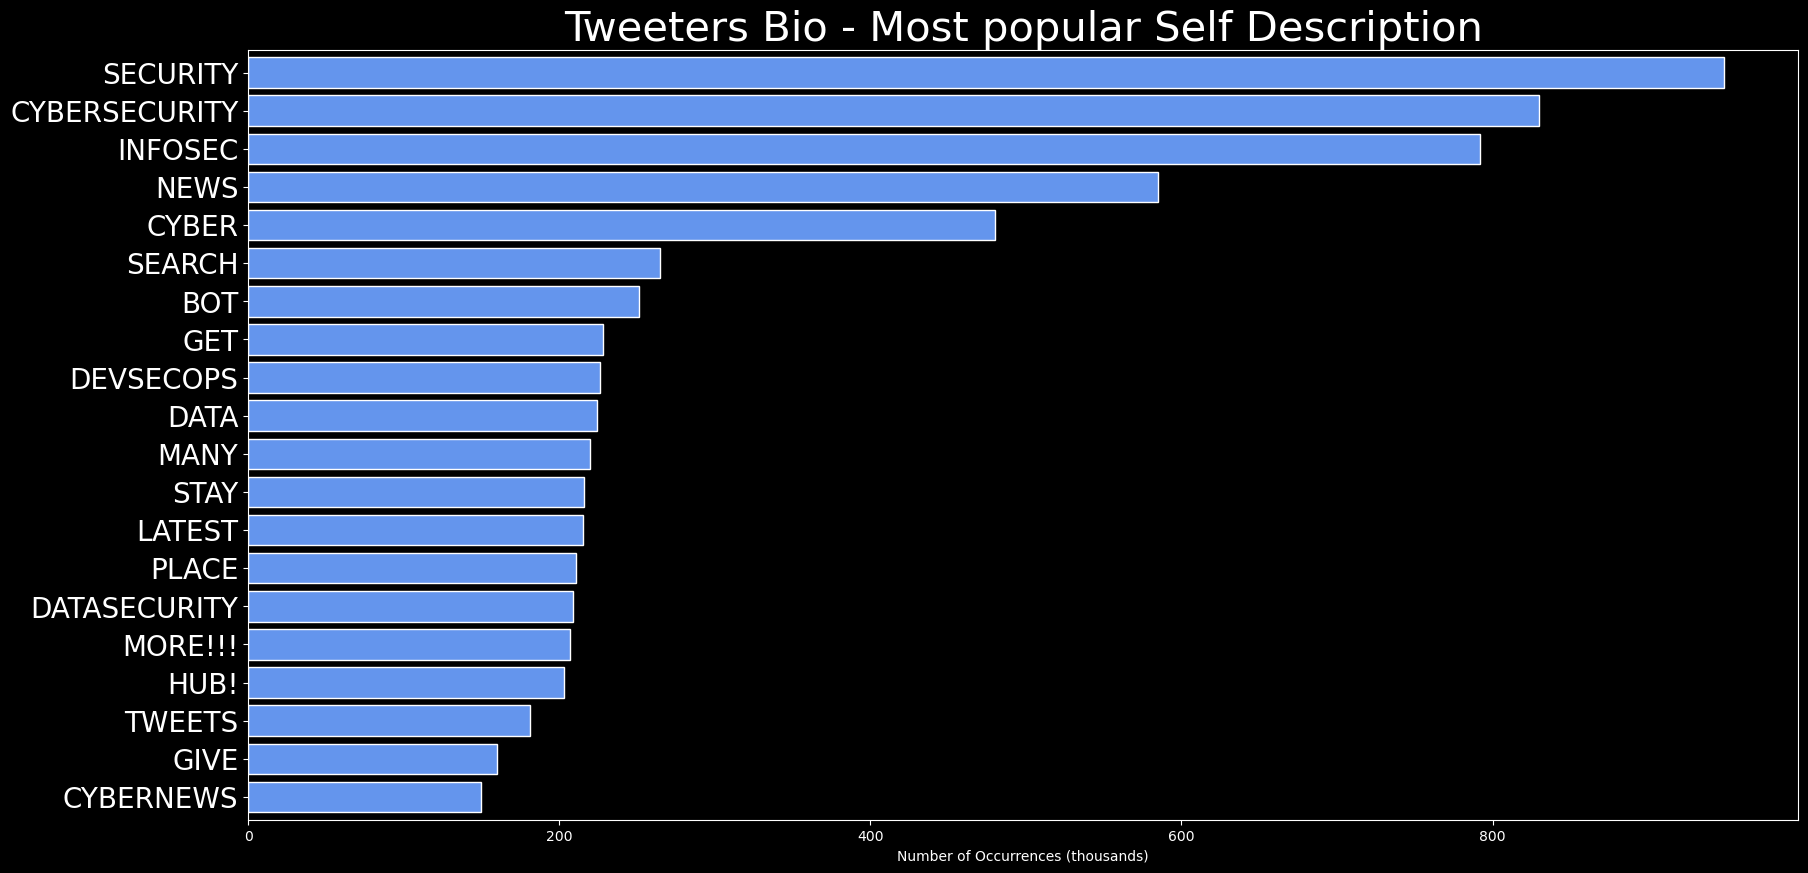 Tweeters Bio - Most popular Self Description
SECURITY
CYBERSECURITY
INFOSEC
NEWS
CYBER
SEARCH
BOT
GET
DEVSECOPS
DATA
MANY
STAY
LATEST
PLACE
DATASECURITY
MORE!!!
HUB!
TWEETS
GIVE
CYBERNEWS
0 200 400 600 800
Number of Occurrences (thousands)